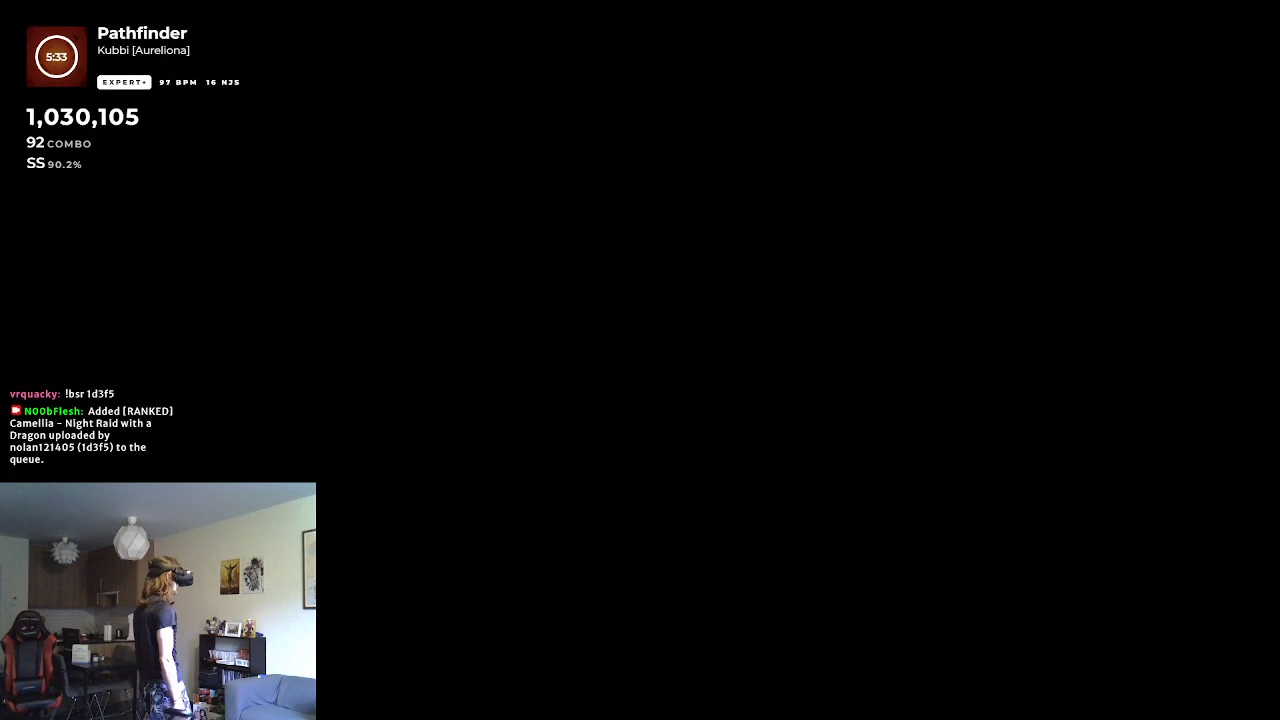 5:33
Pathfinder
Kubbi [Aureliona]
EXPERT+ 97 BPM 16 NJS
1,030,105
92 COMBO
SS 90.2%
vrquacky: !bsr 1d3f5
N00bFlesh: Added [RANKED]
Camellia - Night Raid with a
Dragon uploaded by
nolan121405 (1d3f5) to the
queue.